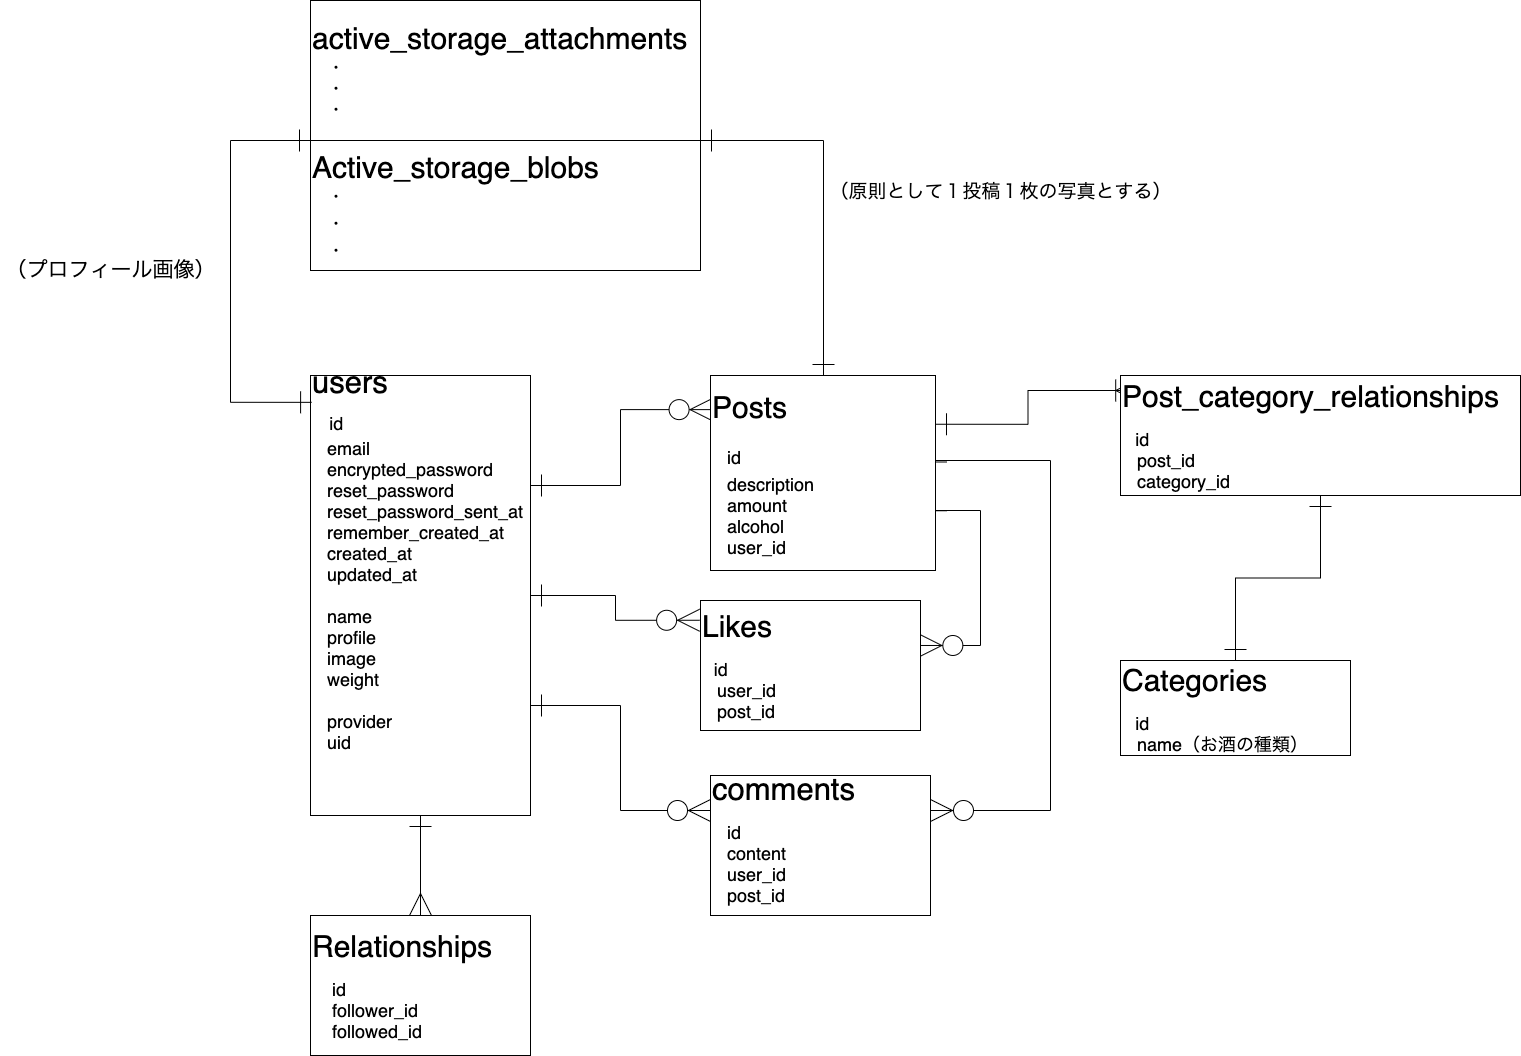 active_storage_attachments
・
・
・
Active_storage_blobs
・
・
・
（原則として１投稿１枚の写真とする）
（プロフィール画像）
users
id
email
encrypted_password
reset_password
reset_password_sent_at
remember_created_at
created_at
updated_at
name
profile
image
weight
provider
uid
Posts
id
description
amount
alcohol
user_id
Post_category_relationships
id
post_id
category_id
Likes
id
user_id
post_id
Categories
id
name（お酒の種類）
comments
id
content
user_id
post_id
Relationships
id
follower_id
followed_id